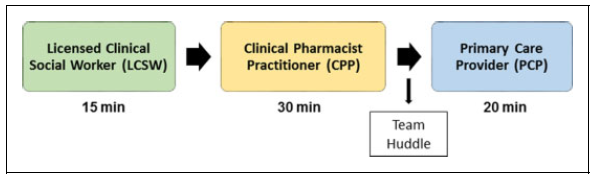 Licensed Clinical
Social Worker (LCSW)
15 min
Clinical Pharmacist
Practitioner (CPP)
30 min
Primary Care
Provider (PCP)
20 min
Team
Huddle